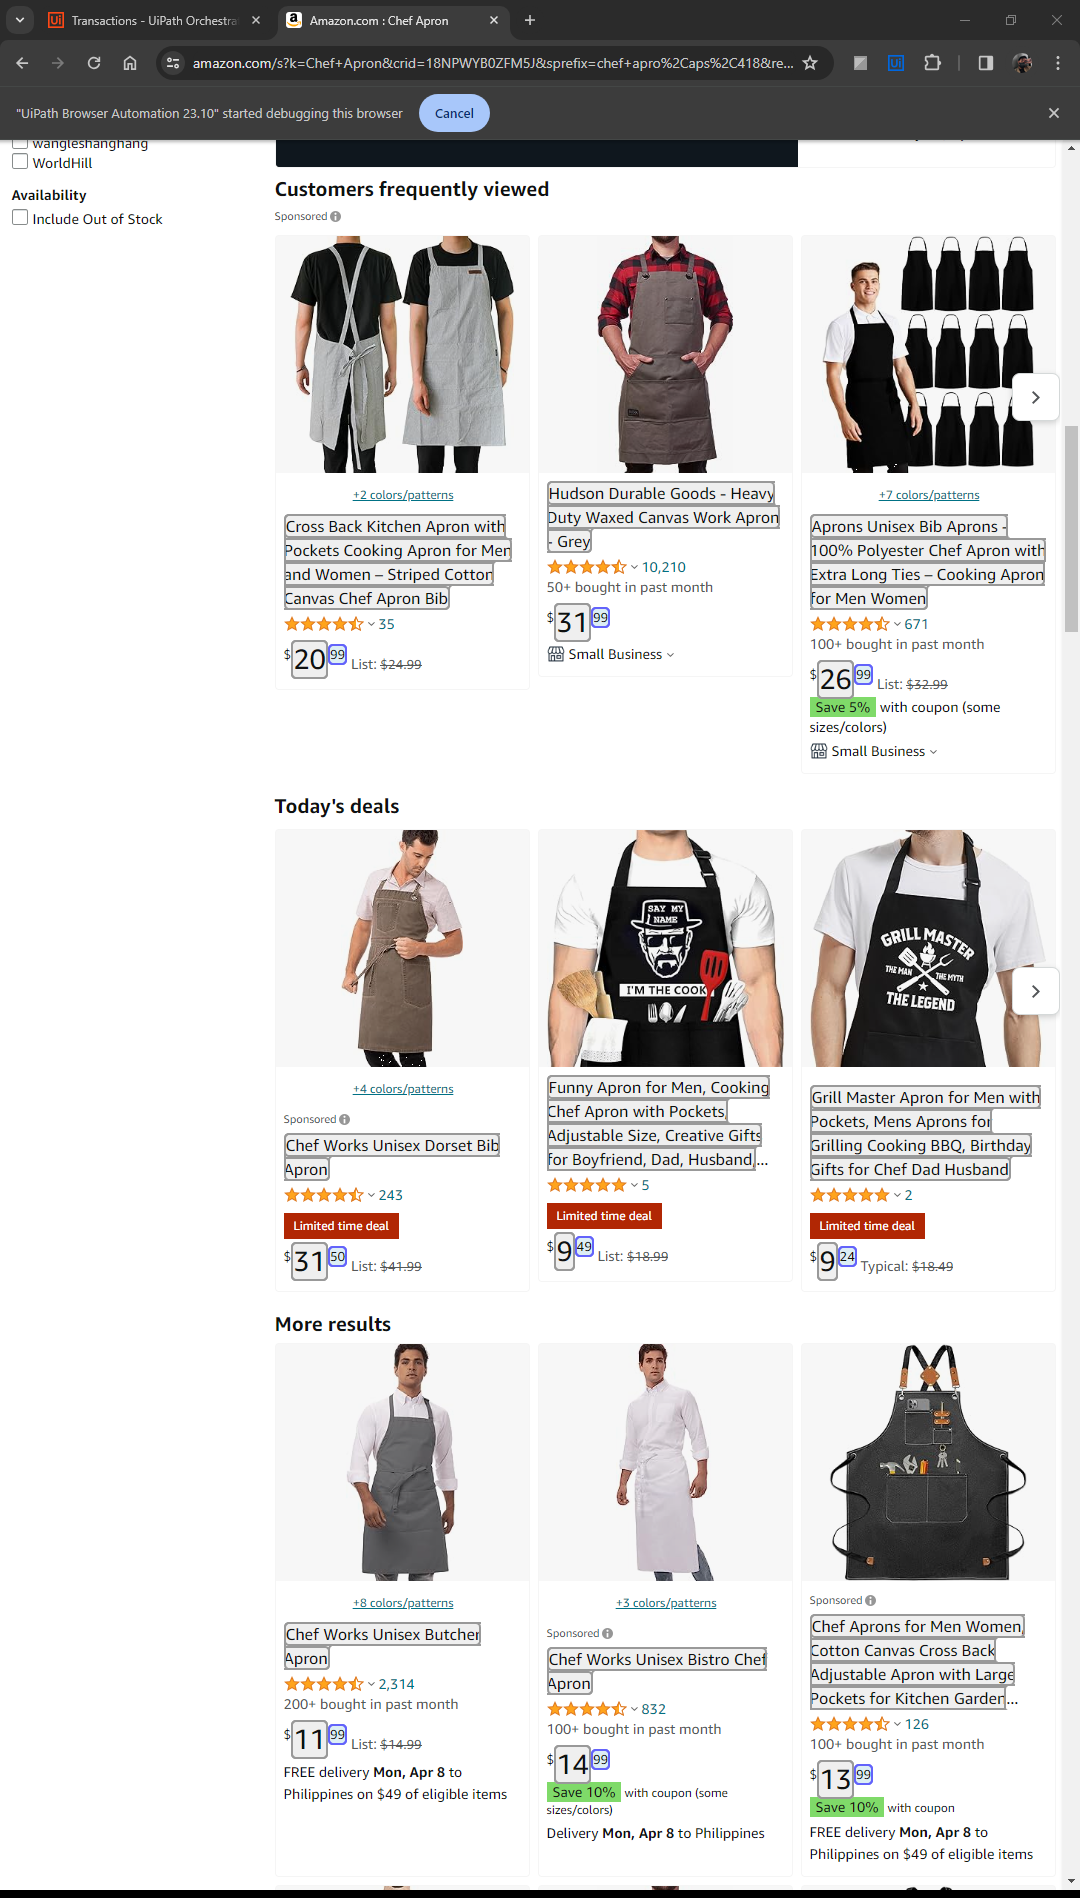 Transactions - UiPath Orchestra
Amazon.com : Chef Apron
amazon.com/s?k=Chef+Apron&crid=18NPWYB0ZFM5J&sprefix=chef+apro%2Caps%2C418&re...
"UiPath Browser Automation 23.10" started debugging this browser
Cancel
wangleshanghang
WorldHill
Availability
Include Out of Stock
Customers frequently viewed
Sponsored
+2 colors/patterns
Cross Back Kitchen Apron with
Pockets Cooking Apron for Men
and Women – Striped Cotton
Canvas Chef Apron Bib
35
$20 99 List: $24.99
Hudson Durable Goods - Heavy
Duty Waxed Canvas Work Apron
- Grey
10,210
50+ bought in past month
$31 99
Small Business
+7 colors/patterns
Aprons Unisex Bib Aprons -
100% Polyester Chef Apron with
Extra Long Ties – Cooking Apron
for Men Women
671
100+ bought in past month
$26 99 List: $32.99
Save 5% with coupon (some
sizes/colors)
Small Business
Today's deals
+4 colors/patterns
Sponsored
Chef Works Unisex Dorset Bib
Apron
243
Limited time deal
$31 50 List: $41.99
SAY MY
NAME
I'M THE COOK
Funny Apron for Men, Cooking
Chef Apron with Pockets,
Adjustable Size, Creative Gifts
for Boyfriend, Dad, Husband,...
5
Limited time deal
$9 49 List: $18.99
GRILL MASTER
THE MAN THE MYTH
THE LEGEND
Grill Master Apron for Men with
Pockets, Mens Aprons for
Grilling Cooking BBQ, Birthday
Gifts for Chef Dad Husband
2
Limited time deal
$9 24 Typical: $18.49
More results
+8 colors/patterns
Chef Works Unisex Butcher
Apron
2,314
200+ bought in past month
$11 99 List: $14.99
FREE delivery Mon, Apr 8 to
Philippines on $49 of eligible items
+3 colors/patterns
Sponsored
Chef Works Unisex Bistro Chef
Apron
832
100+ bought in past month
$14 99
Save 10% with coupon (some
sizes/colors)
Delivery Mon, Apr 8 to Philippines
Sponsored
Chef Aprons for Men Women,
Cotton Canvas Cross Back
Adjustable Apron with Large
Pockets for Kitchen Garden...
126
100+ bought in past month
$13 99
Save 10% with coupon
FREE delivery Mon, Apr 8 to
Philippines on $49 of eligible items